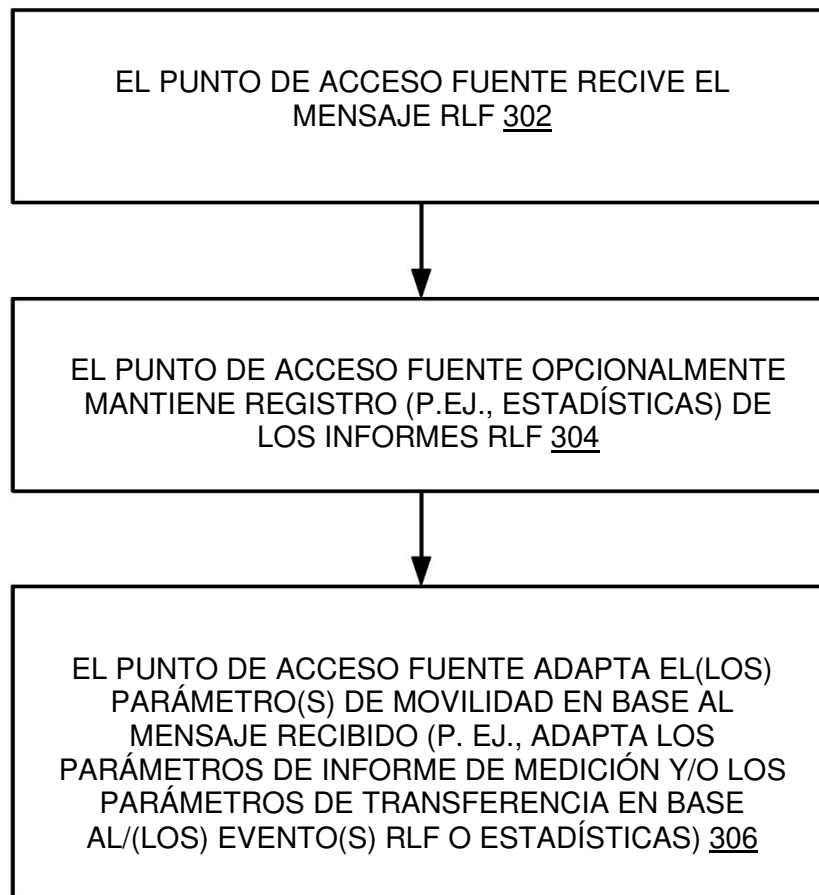 EL PUNTO DE ACCESO FUENTE RECIVE EL
MENSAJE RLF 302
EL PUNTO DE ACCESO FUENTE OPCIONALMENTE
MANTIENE REGISTRO (P.EJ., ESTADÍSTICAS) DE
LOS INFORMES RLF 304
EL PUNTO DE ACCESO FUENTE ADAPTA EL(LOS)
PARÁMETRO(S) DE MOVILIDAD EN BASE AL
MENSAJE RECIBIDO (P. EJ., ADAPTA LOS
PARÁMETROS DE INFORME DE MEDICIÓN Y/O LOS
PARÁMETROS DE TRANSFERENCIA EN BASE
AL/(LOS) EVENTO(S) RLF O ESTADÍSTICAS) 306